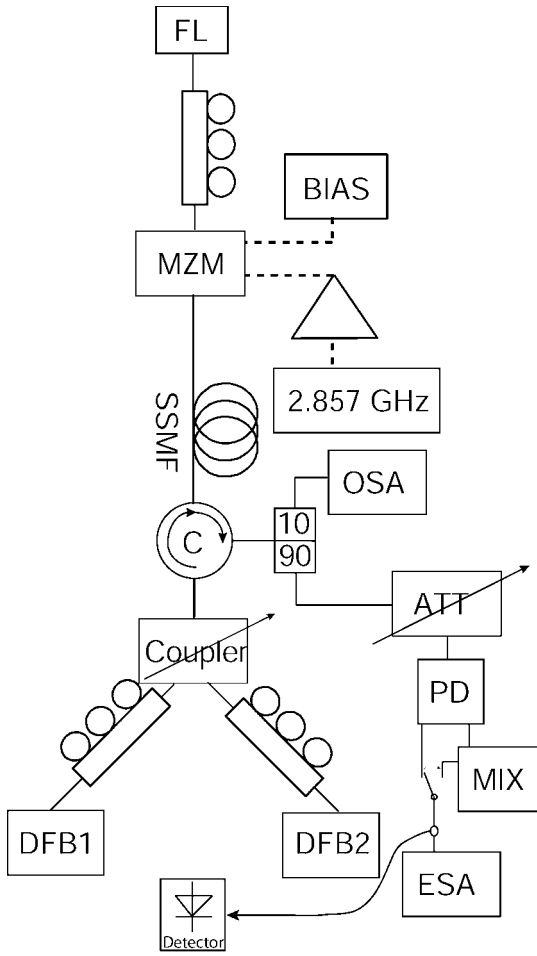 FL
BIAS
MZM
2.857 GHz
SSMF
OSA
10
90
C
ATT
Coupler
PD
MIX
DFB1
DFB2
ESA
Detector